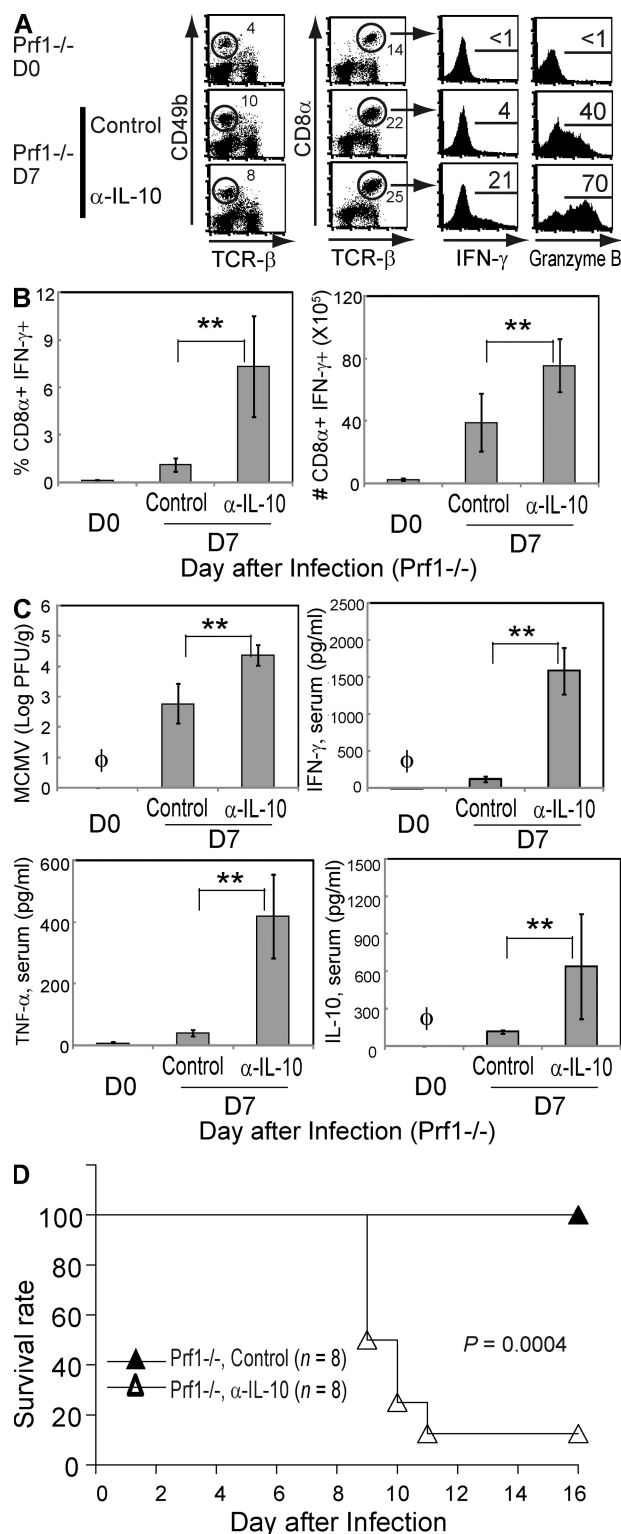 A
Prf1-/-
D0
4
14
<1
<1
Prf1-/-
D7
Control
10
22
4
40
α-IL-10
8
25
21
70
CD49b
CD8α
TCR-β
TCR-β
IFN-γ
Granzyme B
B
% CD8α+ IFN-γ+
12
9
6
3
0
**
D0
Control
α-IL-10
D7
# CD8α+ IFN-γ+ (X10⁵)
120
80
40
0
**
D0
Control
α-IL-10
D7
Day after Infection (Prf1-/-)
C
MCMV (Log PFU/g)
6
5
4
3
2
1
0
ϕ
**
D0
Control
α-IL-10
D7
IFN-γ, serum (pg/ml)
2500
2000
1500
1000
500
0
ϕ
**
D0
Control
α-IL-10
D7
TNF-α, serum (pg/ml)
600
400
200
0
**
D0
Control
α-IL-10
D7
IL-10, serum (pg/ml)
1500
1200
900
600
300
0
ϕ
**
D0
Control
α-IL-10
D7
Day after Infection (Prf1-/-)
D
Survival rate
100
80
60
40
20
0
Prf1-/-, Control (n = 8)
Prf1-/-, α-IL-10 (n = 8)
P = 0.0004
0 2 4 6 8 10 12 14 16
Day after Infection